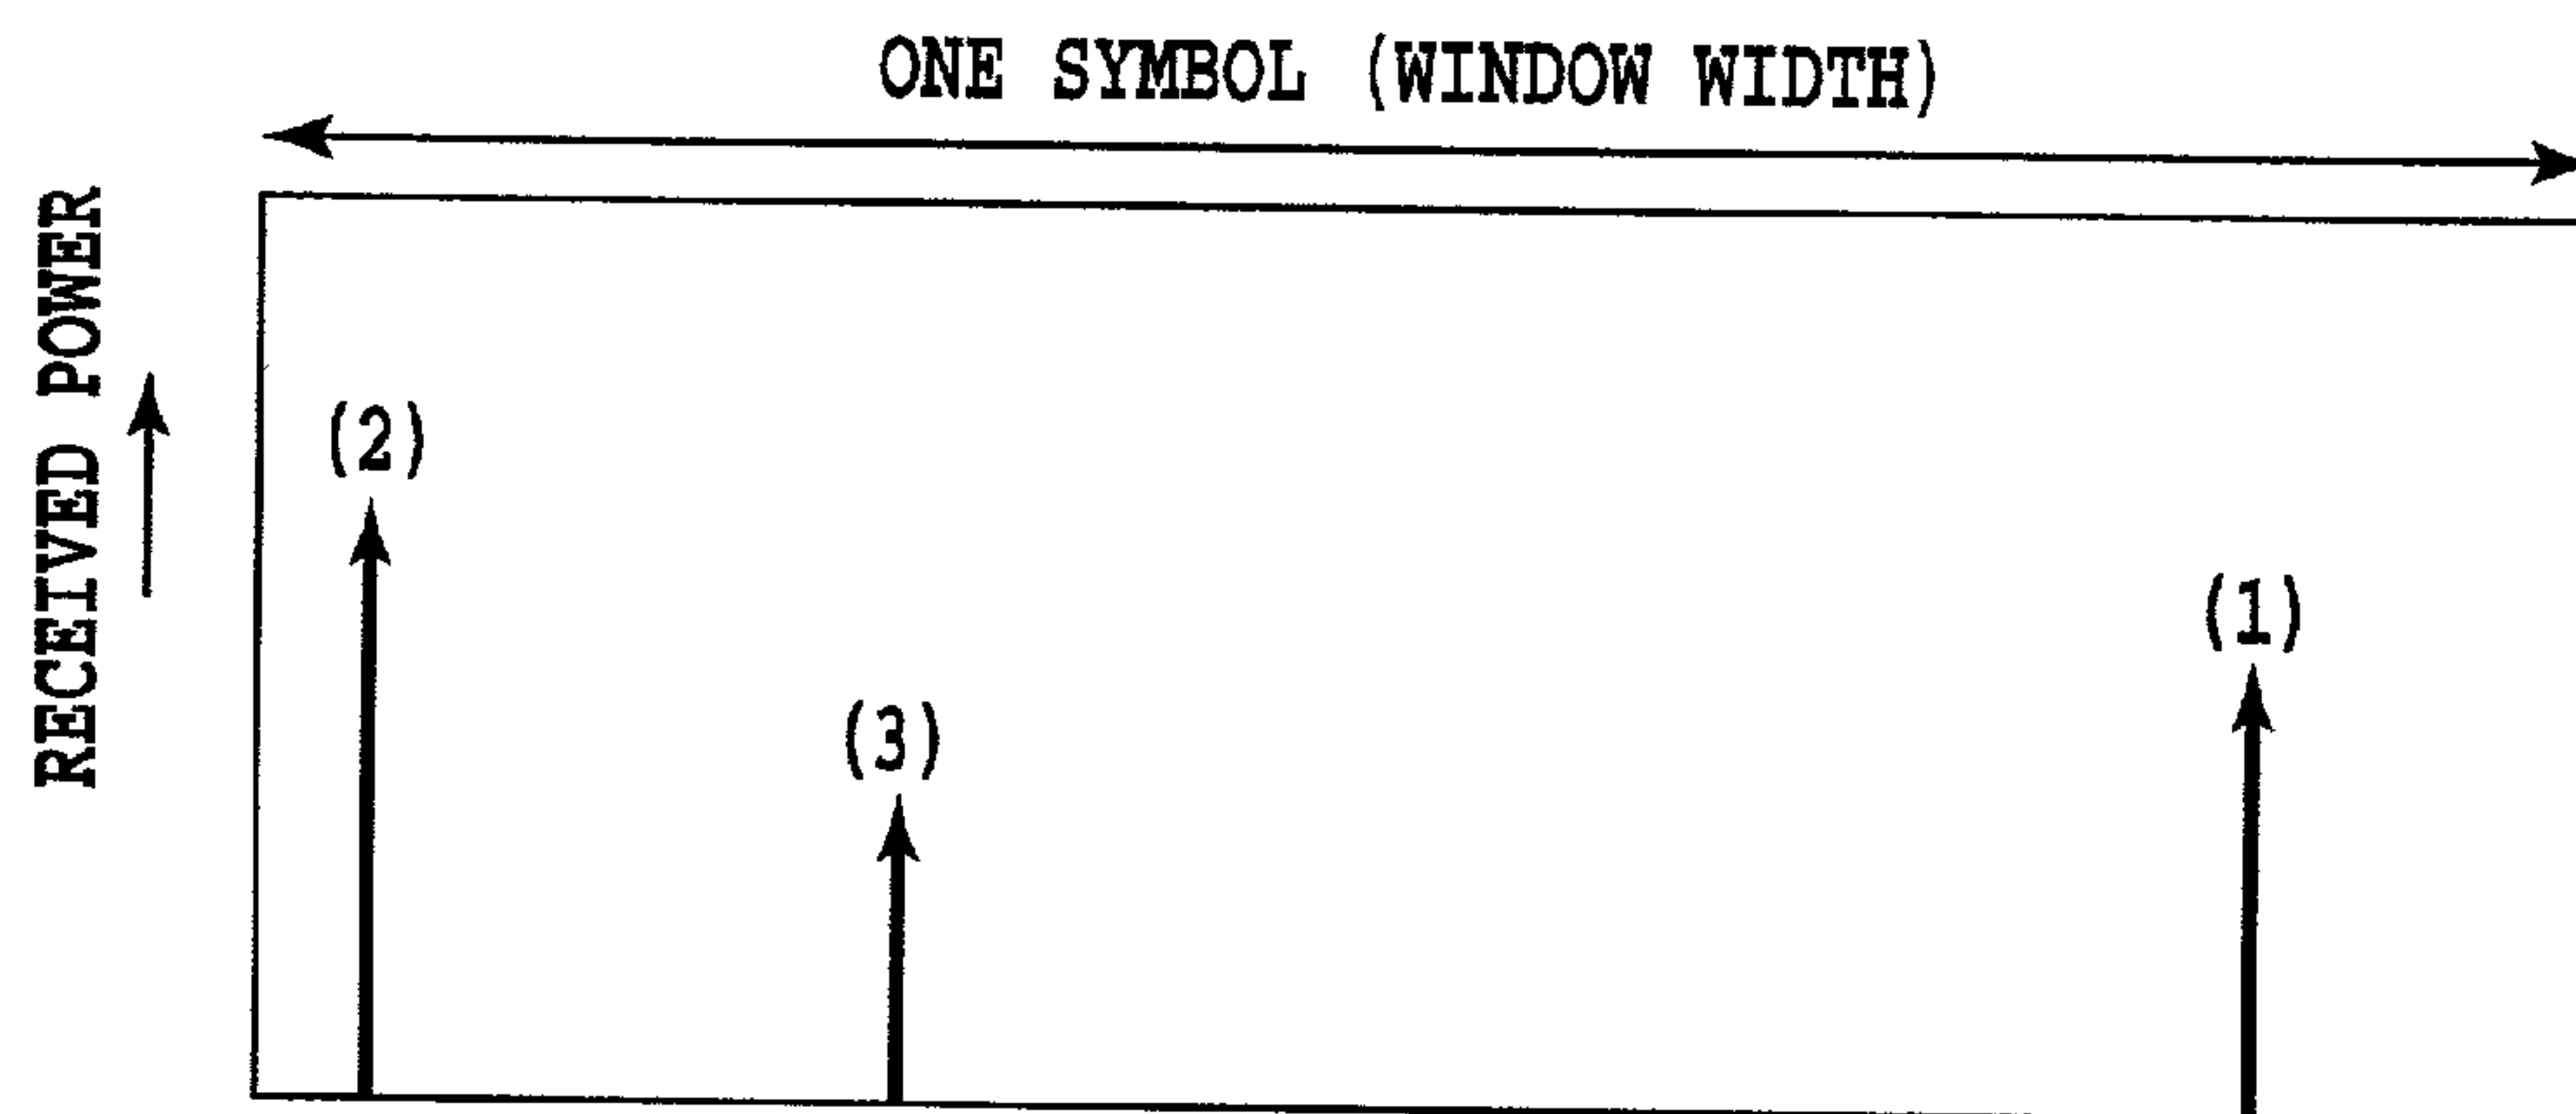 ONE SYMBOL (WINDOW WIDTH)
RECEIVED POWER
(2)
(1)
(3)